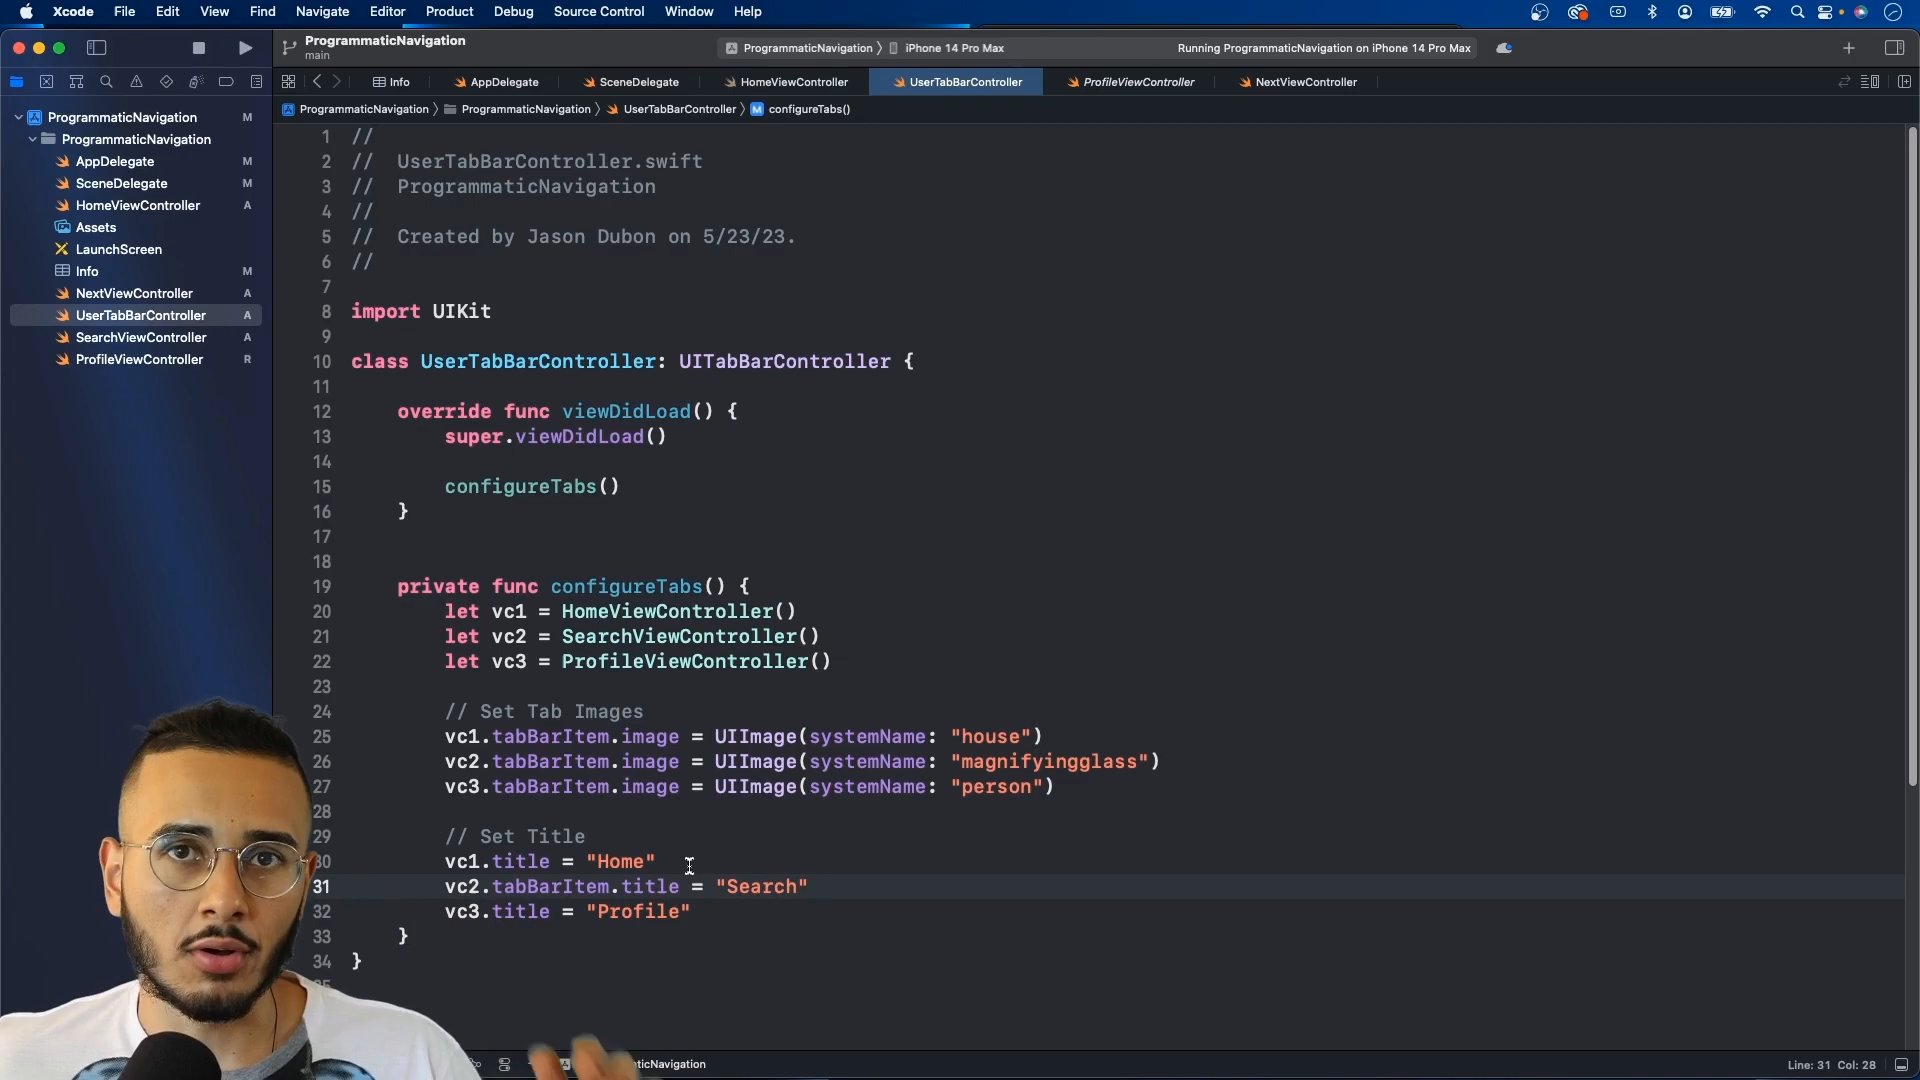 Xcode File Edit View Find Navigate Editor Product Debug Source Control Window Help
ProgrammaticNavigation
main
ProgrammaticNavigation iPhone 14 Pro Max
Running ProgrammaticNavigation on iPhone 14 Pro Max
Info AppDelegate SceneDelegate HomeViewController UserTabBarController ProfileViewController NextViewController
ProgrammaticNavigation ProgrammaticNavigation UserTabBarController M configureTabs()
ProgrammaticNavigation M
ProgrammaticNavigation
AppDelegate M
SceneDelegate M
HomeViewController A
Assets
LaunchScreen
Info M
NextViewController A
UserTabBarController A
SearchViewController A
ProfileViewController R
1 //
2 // UserTabBarController.swift
3 // ProgrammaticNavigation
4 //
5 // Created by Jason Dubon on 5/23/23.
6 //
7
8 import UIKit
9
10 class UserTabBarController: UITabBarController {
11
12 override func viewDidLoad() {
13 super.viewDidLoad()
14
15 configureTabs()
16 }
17
18
19 private func configureTabs() {
20 let vc1 = HomeViewController()
21 let vc2 = SearchViewController()
22 let vc3 = ProfileViewController()
23
24 // Set Tab Images
25 vc1.tabBarItem.image = UIImage(systemName: "house")
26 vc2.tabBarItem.image = UIImage(systemName: "magnifyingglass")
27 vc3.tabBarItem.image = UIImage(systemName: "person")
28
29 // Set Title
30 vc1.title = "Home"
31 vc2.tabBarItem.title = "Search"
32 vc3.title = "Profile"
33 }
34 }
Line: 31 Col: 28